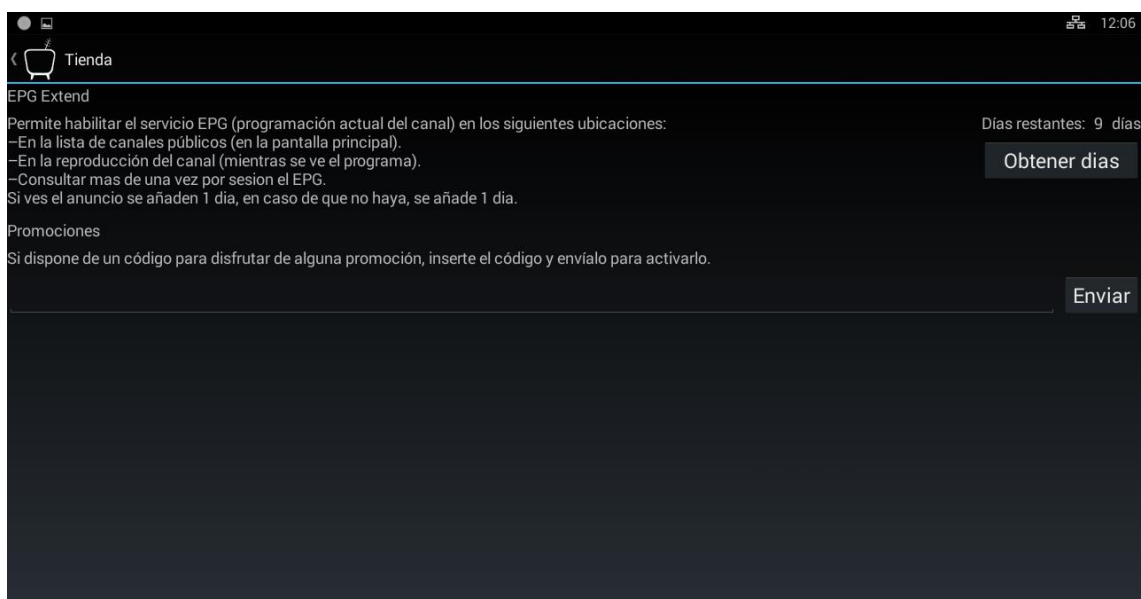 12:06
Tienda
EPG Extend
Permite habilitar el servicio EPG (programación actual del canal) en los siguientes ubicaciones:
–En la lista de canales públicos (en la pantalla principal).
–En la reproducción del canal (mientras se ve el programa).
–Consultar mas de una vez por sesion el EPG.
Si ves el anuncio se añaden 1 dia, en caso de que no haya, se añade 1 dia.
Días restantes: 9 días
Obtener dias
Promociones
Si dispone de un código para disfrutar de alguna promoción, inserte el código y envíalo para activarlo.
Enviar